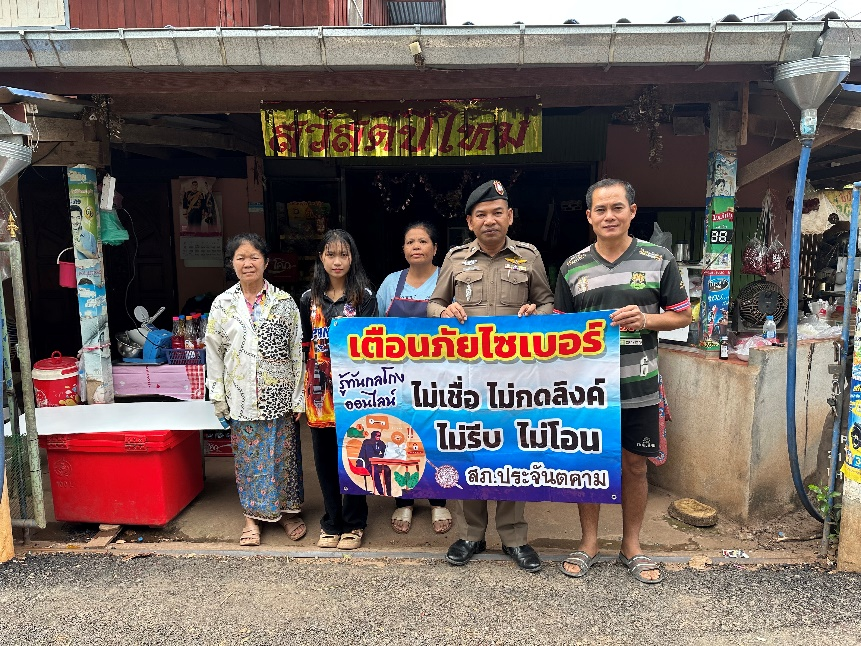 สวัสดีปีใหม่
เตือนภัยไซเบอร์
รู้ทันกลโกง
ออนไลน์
ไม่เชื่อ ไม่กดลิงค์
ไม่รีบ ไม่โอน
สภ.ประจันตคาม